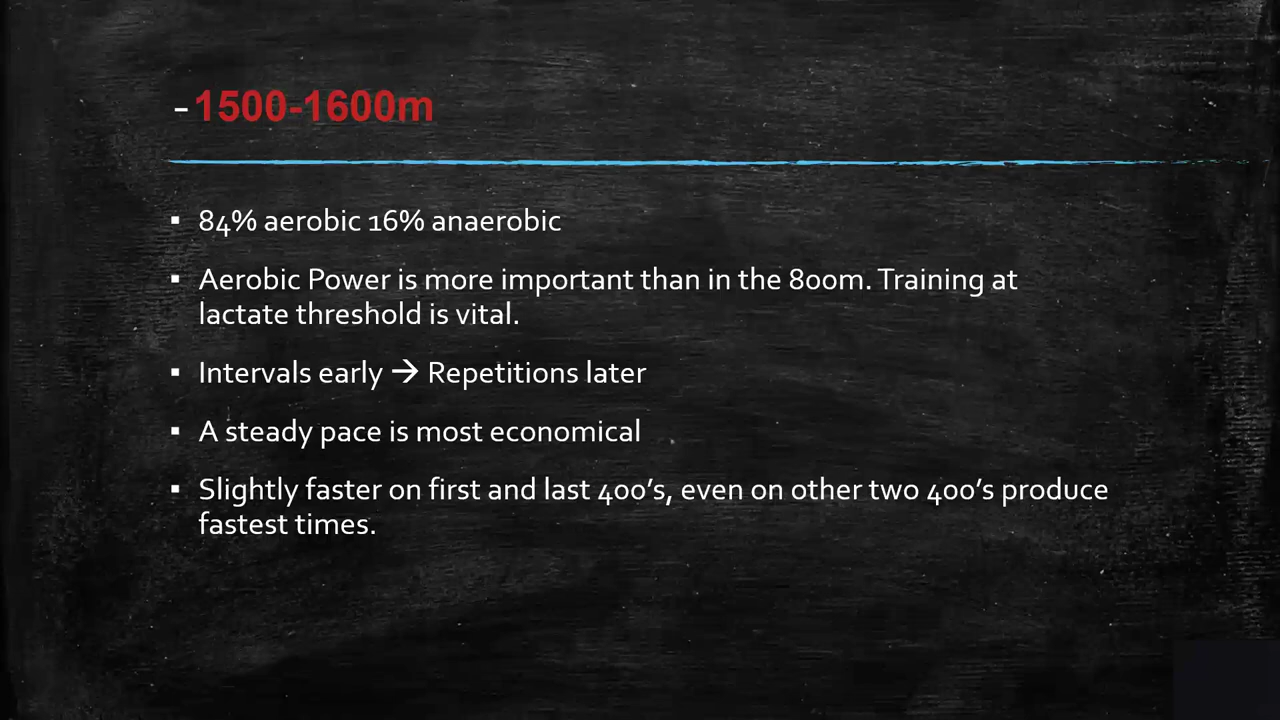 -1500-1600m
▪ 84% aerobic 16% anaerobic
▪ Aerobic Power is more important than in the 800m. Training at
lactate threshold is vital.
▪ Intervals early → Repetitions later
▪ A steady pace is most economical
▪ Slightly faster on first and last 400's, even on other two 400's produce
fastest times.